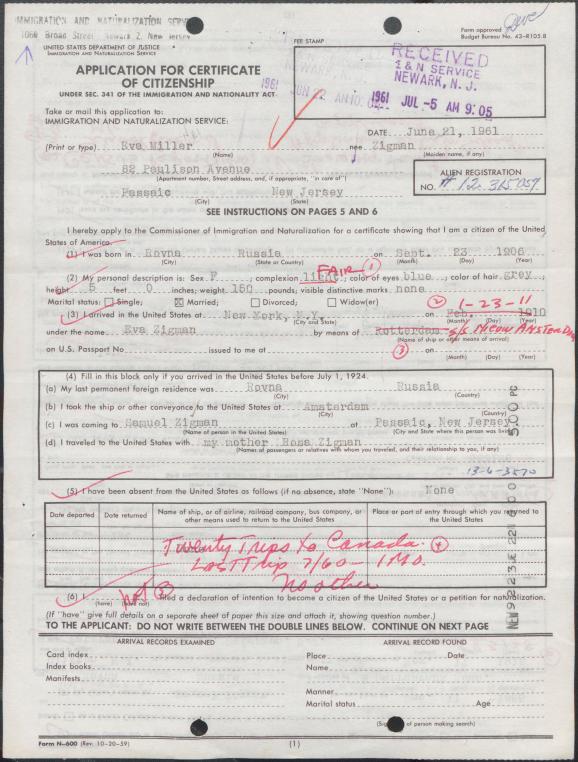 IMMIGRATION AND NATURALIZATION SERV
1060 Broad Street Newark 2, New Jersey
(1)
Form approved
Budget Bureau No. 43-R105.8
UNITED STATES DEPARTMENT OF JUSTICE
IMMIGRATION AND NATURALIZATION SERVICE
FEE STAMP
APPLICATION FOR CERTIFICATE
OF CITIZENSHIP
UNDER SEC. 341 OF THE IMMIGRATION AND NATIONALITY ACT
1961 JUN 22 AM 10:
RECEIVED
I & N SERVICE
NEWARK, N. J.
1961 JUL -5 AM 9:05
Take or mail this application to:
IMMIGRATION AND NATURALIZATION SERVICE:
DATE June 21, 1961
(Print or type) Eva Miller nee Zigman
(Name) (Maiden name, if any)
82 Paulison Avenue
(Apartment number, Street address, and, if appropriate, "in care of")
ALIEN REGISTRATION
NO. # 12 315 059
Passaic New Jersey
(City) (State)
SEE INSTRUCTIONS ON PAGES 5 AND 6
I hereby apply to the Commissioner of Immigration and Naturalization for a certificate showing that I am a citizen of the United
States of America.
(1) I was born in Rovna Russia on Sept. 23 1906
(City) (State or Country) (Month) (Day) (Year)
FAIR (1)
(2) My personal description is: Sex F; complexion light; color of eyes blue; color of hair grey;
height 5 feet 0 inches; weight 150 pounds; visible distinctive marks none
Marital status: Single; Married; Divorced; Widow(er)
(2) 1-23-11
(3) I arrived in the United States at New York, N.Y. on Feb. 1910
(City and State) (Month) (Day) (Year)
under the name Eva Zigman by means of Rotterdam S/S NIEUW AMSTERDAM
(Name of ship or other means of arrival)
on U.S. Passport No. issued to me at (3) on
(Month) (Day) (Year)
(4) Fill in this block only if you arrived in the United States before July 1, 1924.
(a) My last permanent foreign residence was Rovna Russia
(City) (Country)
(b) I took the ship or other conveyance to the United States at Amsterdam
(City) (Country)
(c) I was coming to Samuel Zigman at Passaic, New Jersey
(Name of person in the United States) (City and State where this person was living)
(d) I traveled to the United States with my mother Rosa Zigman
(Names of passengers or relatives with whom you traveled, and their relationship to you, if any)
13-6-3570
(5) I have been absent from the United States as follows (if no absence, state "None"): None
Date departed Date returned Name of ship, or of airline, railroad company, bus company, or other means used to return to the United States Place or port of entry through which you returned to the United States
Twenty Trips to Canada. (4)
Last Trip 7/60 - 1 MO.
No other
(6) I NOT (5) filed a declaration of intention to become a citizen of the United States or a petition for naturalization.
(have) (have not)
(If "have" give full details on a separate sheet of paper this size and attach it, showing question number.)
TO THE APPLICANT: DO NOT WRITE BETWEEN THE DOUBLE LINES BELOW. CONTINUE ON NEXT PAGE
ARRIVAL RECORDS EXAMINED ARRIVAL RECORD FOUND
Card index Place Date
Index books Name
Manifests
Manner
Marital status Age
(Signature of person making search)
Form N-600 (Rev. 10-20-59) (1)